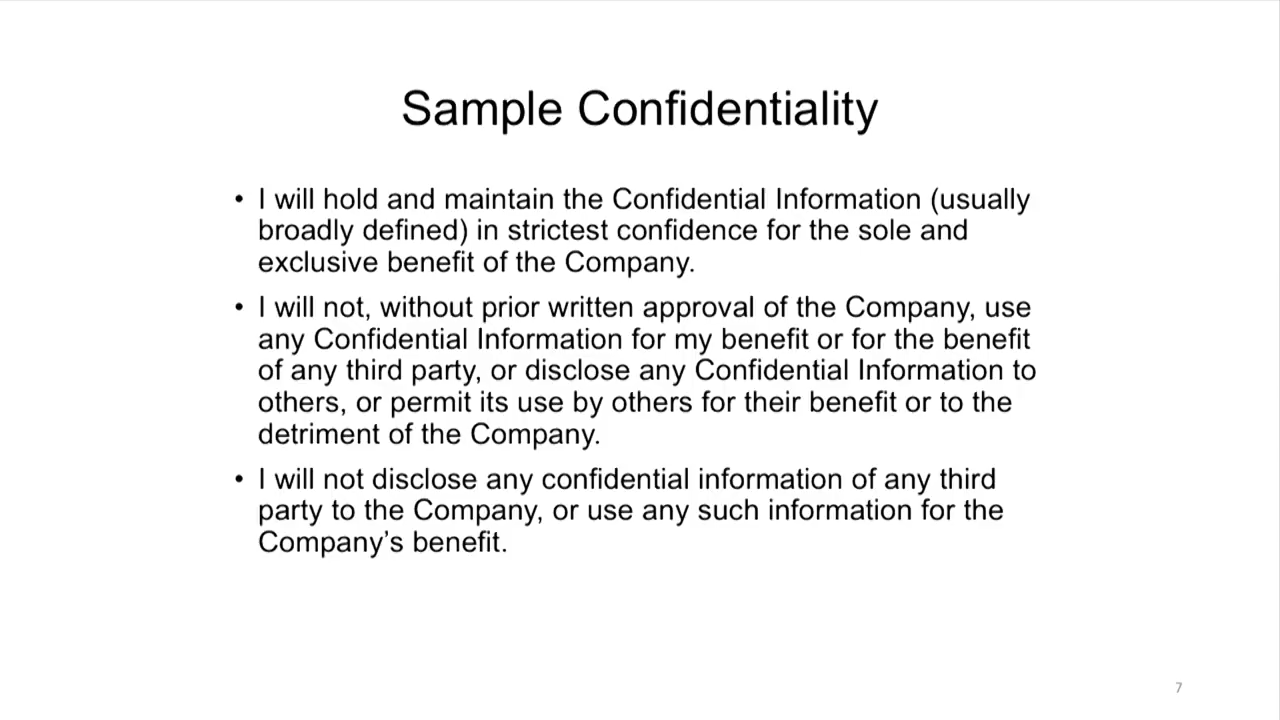 Sample Confidentiality
• I will hold and maintain the Confidential Information (usually
broadly defined) in strictest confidence for the sole and
exclusive benefit of the Company.
• I will not, without prior written approval of the Company, use
any Confidential Information for my benefit or for the benefit
of any third party, or disclose any Confidential Information to
others, or permit its use by others for their benefit or to the
detriment of the Company.
• I will not disclose any confidential information of any third
party to the Company, or use any such information for the
Company’s benefit.
7